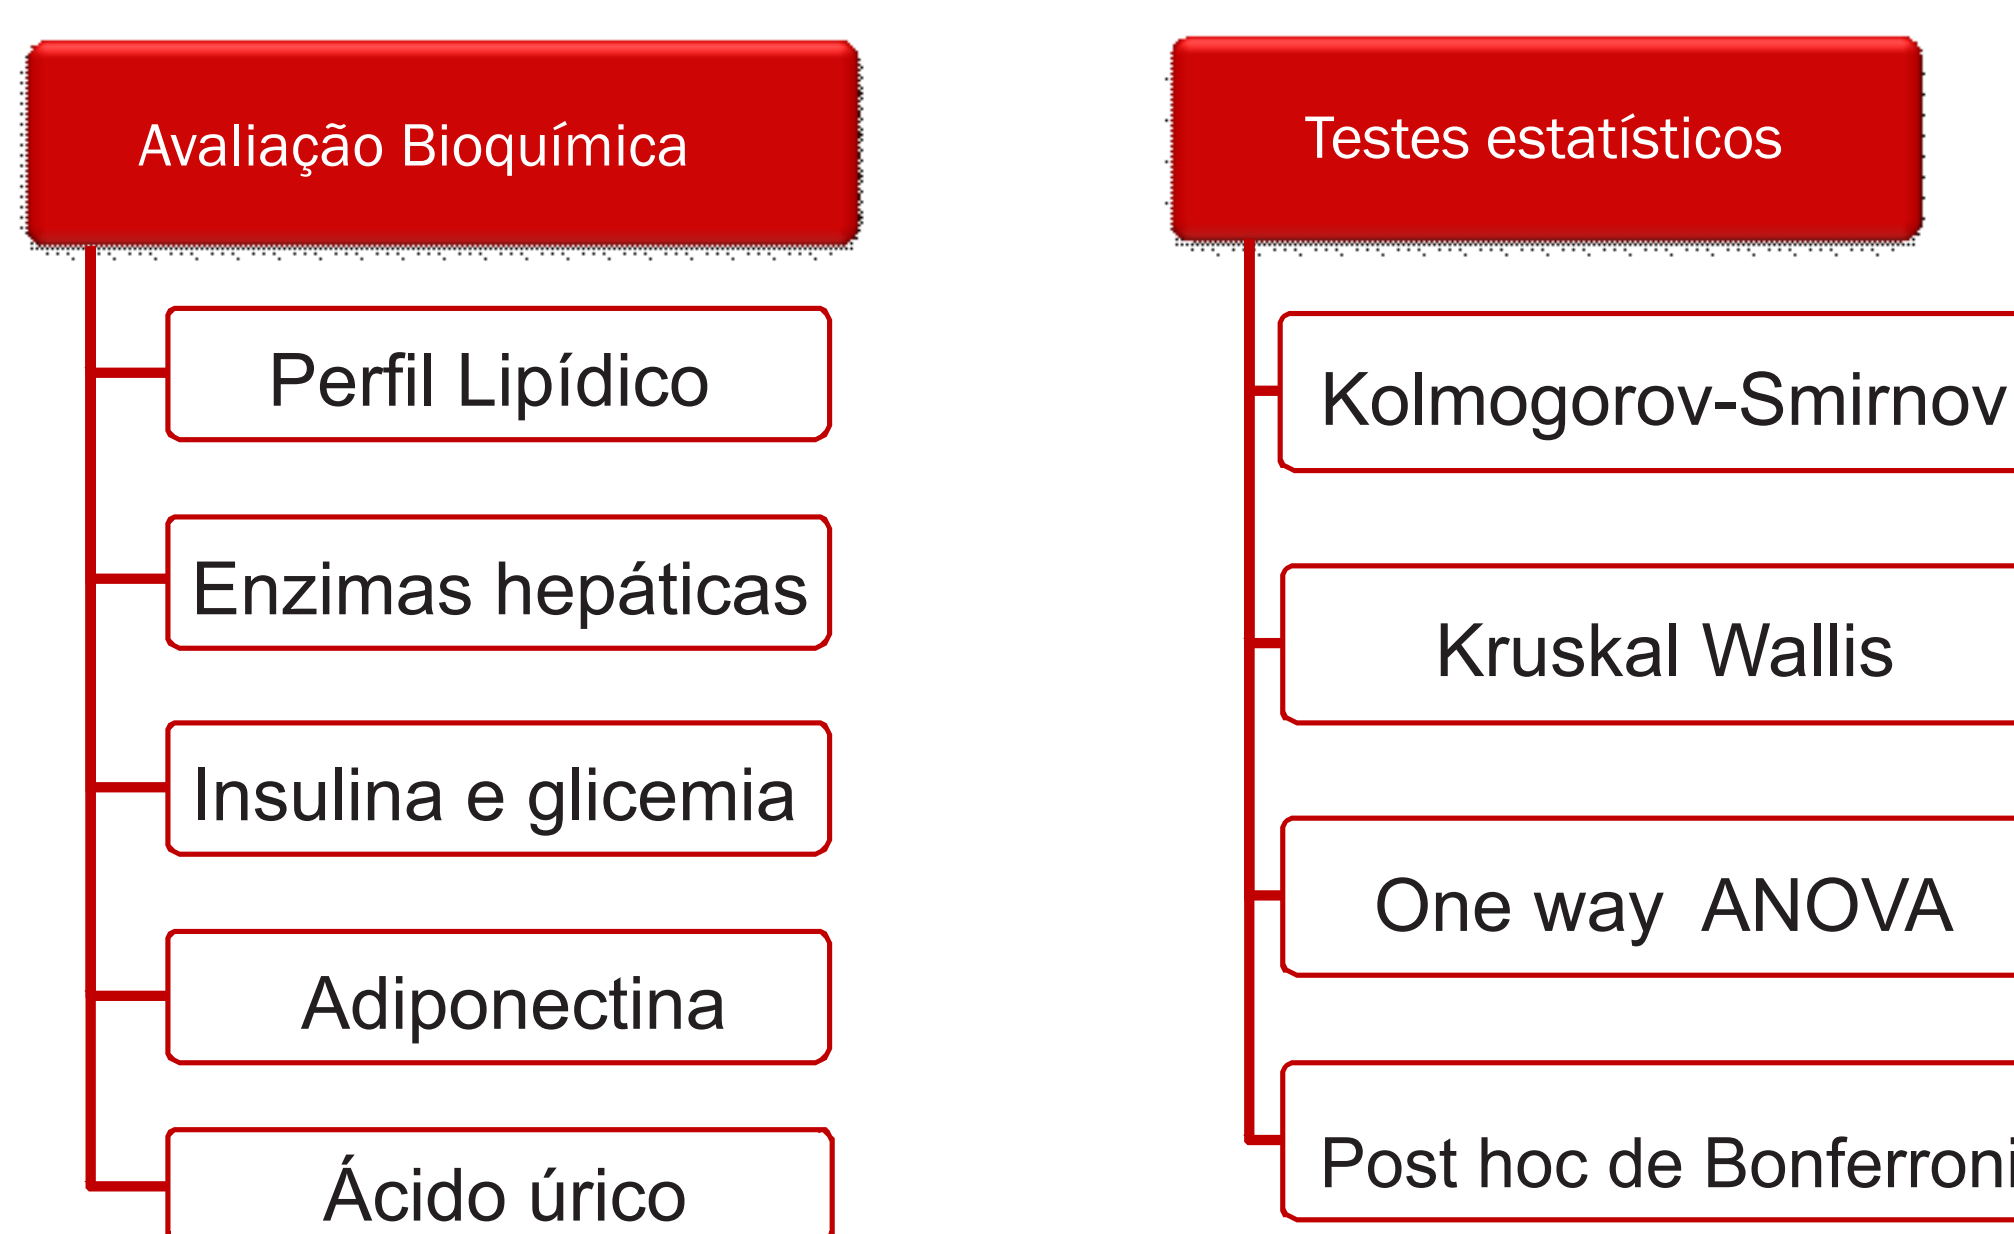 Avaliação Bioquímica
Perfil Lipídico
Enzimas hepáticas
Insulina e glicemia
Adiponectina
Ácido úrico
Testes estatísticos
Kolmogorov-Smirnov
Kruskal Wallis
One way ANOVA
Post hoc de Bonferroni